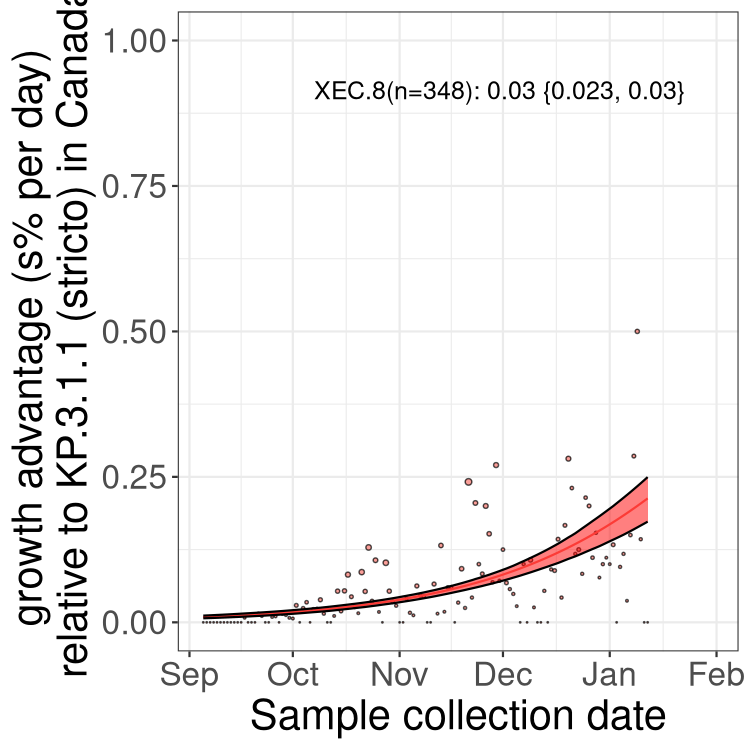 growth advantage (s% per day)
relative to KP.3.1.1 (stricto) in Canada
1.00
0.75
0.50
0.25
0.00
XEC.8(n=348): 0.03 {0.023, 0.03}
Sep Oct Nov Dec Jan Feb
Sample collection date